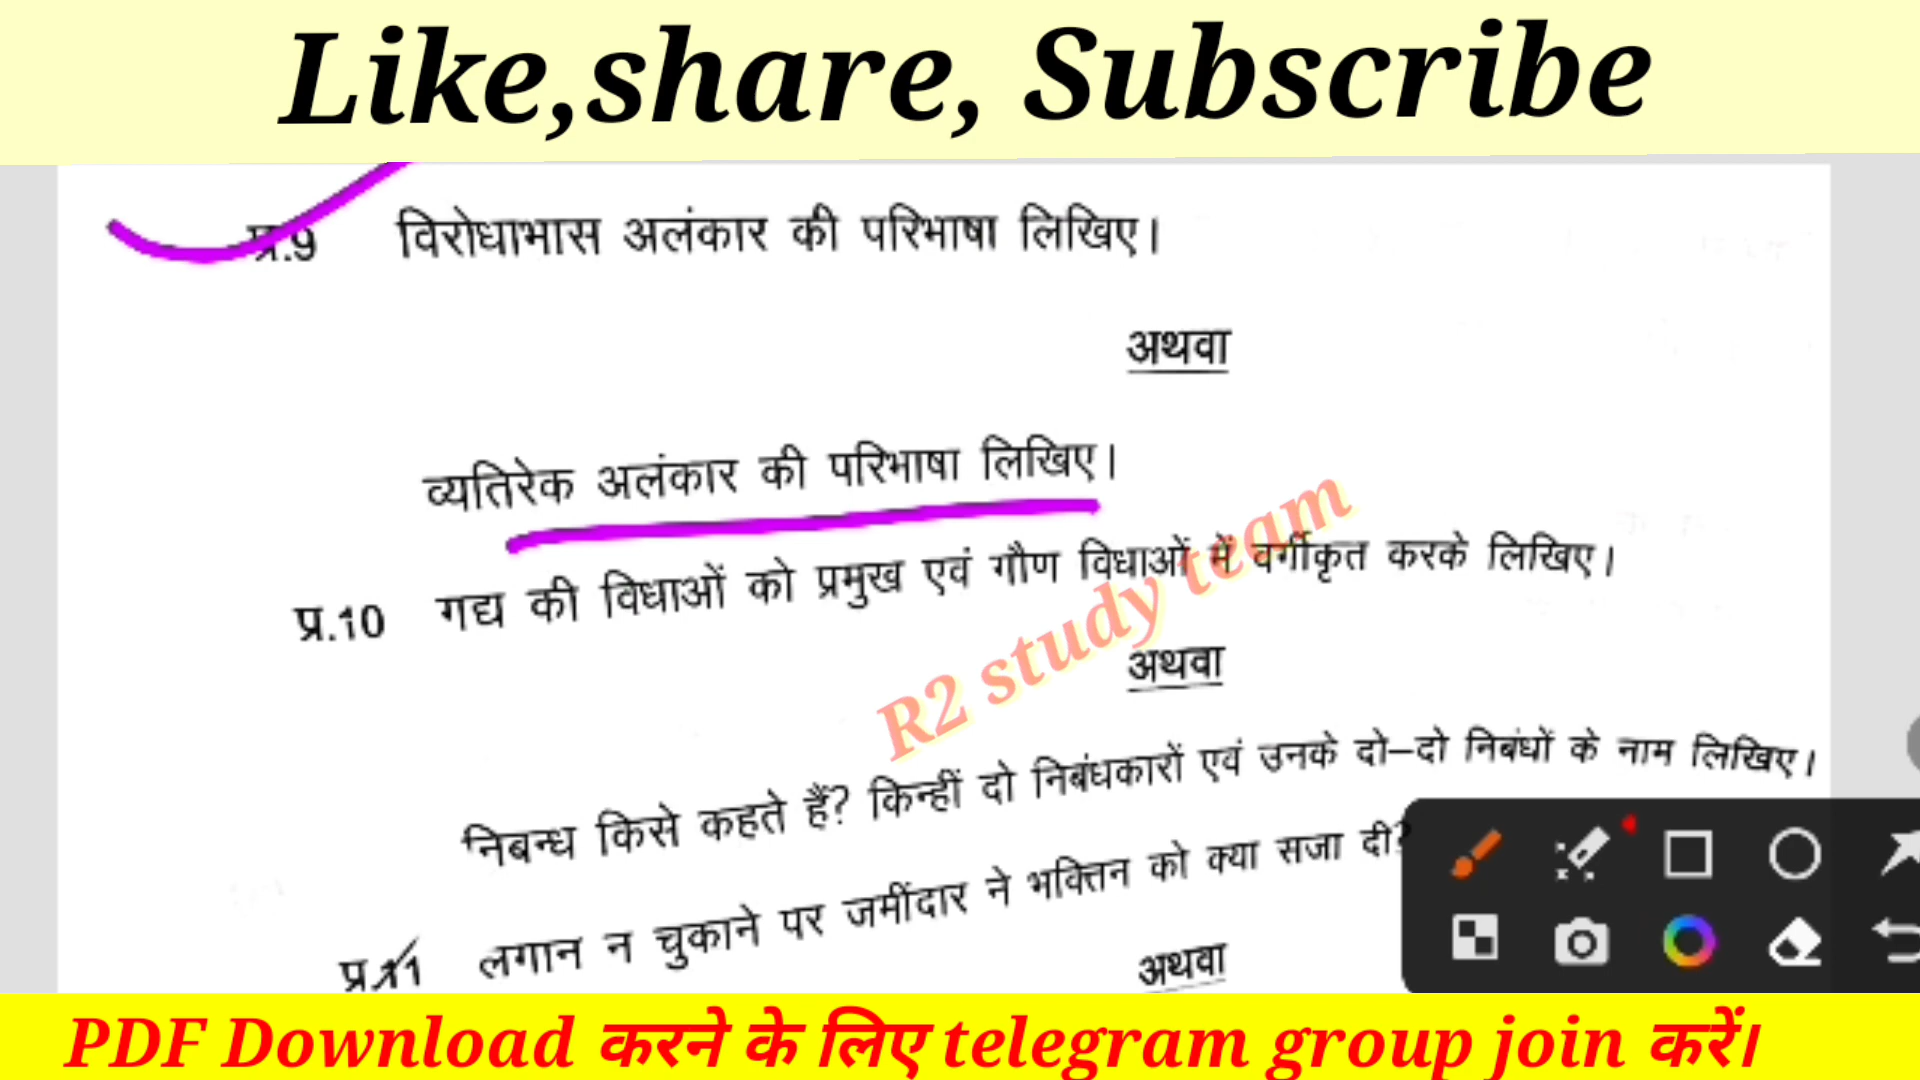 Like,share, Subscribe
प्र.9 विरोधाभास अलंकार की परिभाषा लिखिए।
अथवा
व्यतिरेक अलंकार की परिभाषा लिखिए।
प्र.10 गद्य की विधाओं को प्रमुख एवं गौण विधाओं में वर्गीकृत करके लिखिए।
R2 study team
अथवा
निबन्ध किसे कहते हैं? किन्हीं दो निबंधकारों एवं उनके दो–दो निबंधों के नाम लिखिए।
प्र.11 लगान न चुकाने पर जमींदार ने भक्तिन को क्या सजा दी?
अथवा
PDF Download करने के लिए telegram group join करें।